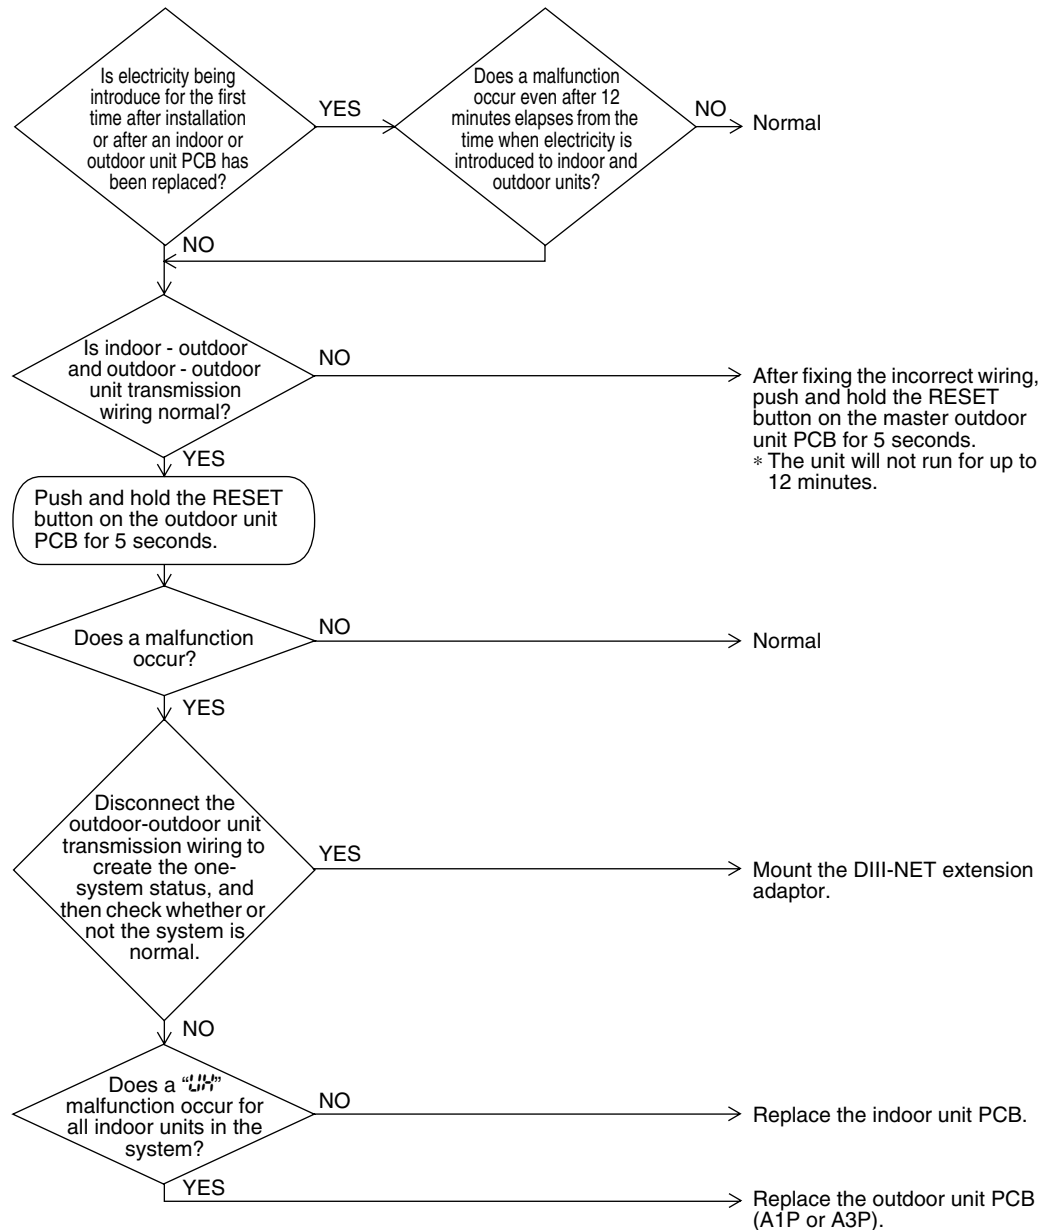 Is electricity being
introduce for the first
time after installation
or after an indoor or
outdoor unit PCB has
been replaced?
YES
Does a malfunction
occur even after 12
minutes elapses from the
time when electricity is
introduced to indoor and
outdoor units?
NO
Normal
NO
Is indoor - outdoor
and outdoor - outdoor
unit transmission
wiring normal?
NO
After fixing the incorrect wiring,
push and hold the RESET
button on the master outdoor
unit PCB for 5 seconds.
* The unit will not run for up to
12 minutes.
YES
Push and hold the RESET
button on the outdoor unit
PCB for 5 seconds.
Does a malfunction
occur?
NO
Normal
YES
Disconnect the
outdoor-outdoor unit
transmission wiring to
create the one-
system status, and
then check whether or
not the system is
normal.
YES
Mount the DIII-NET extension
adaptor.
NO
Does a “UH”
malfunction occur for
all indoor units in the
system?
NO
Replace the indoor unit PCB.
YES
Replace the outdoor unit PCB
(A1P or A3P).